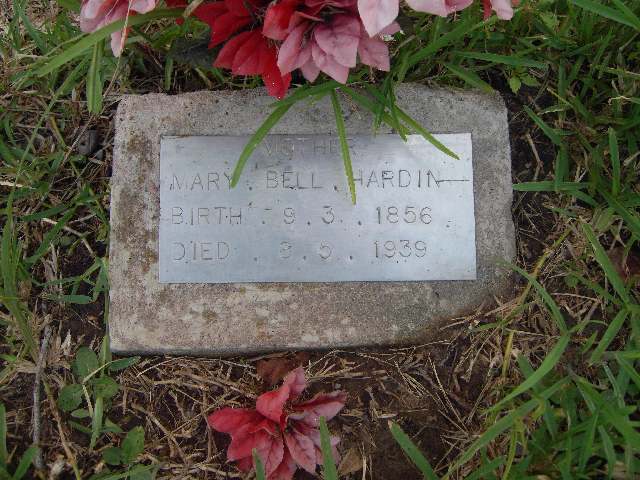 MOTHER
MARY . BELL . HARDIN
BIRTH . 9 . 3 . 1856 .
DIED . 8 . 5 . 1939